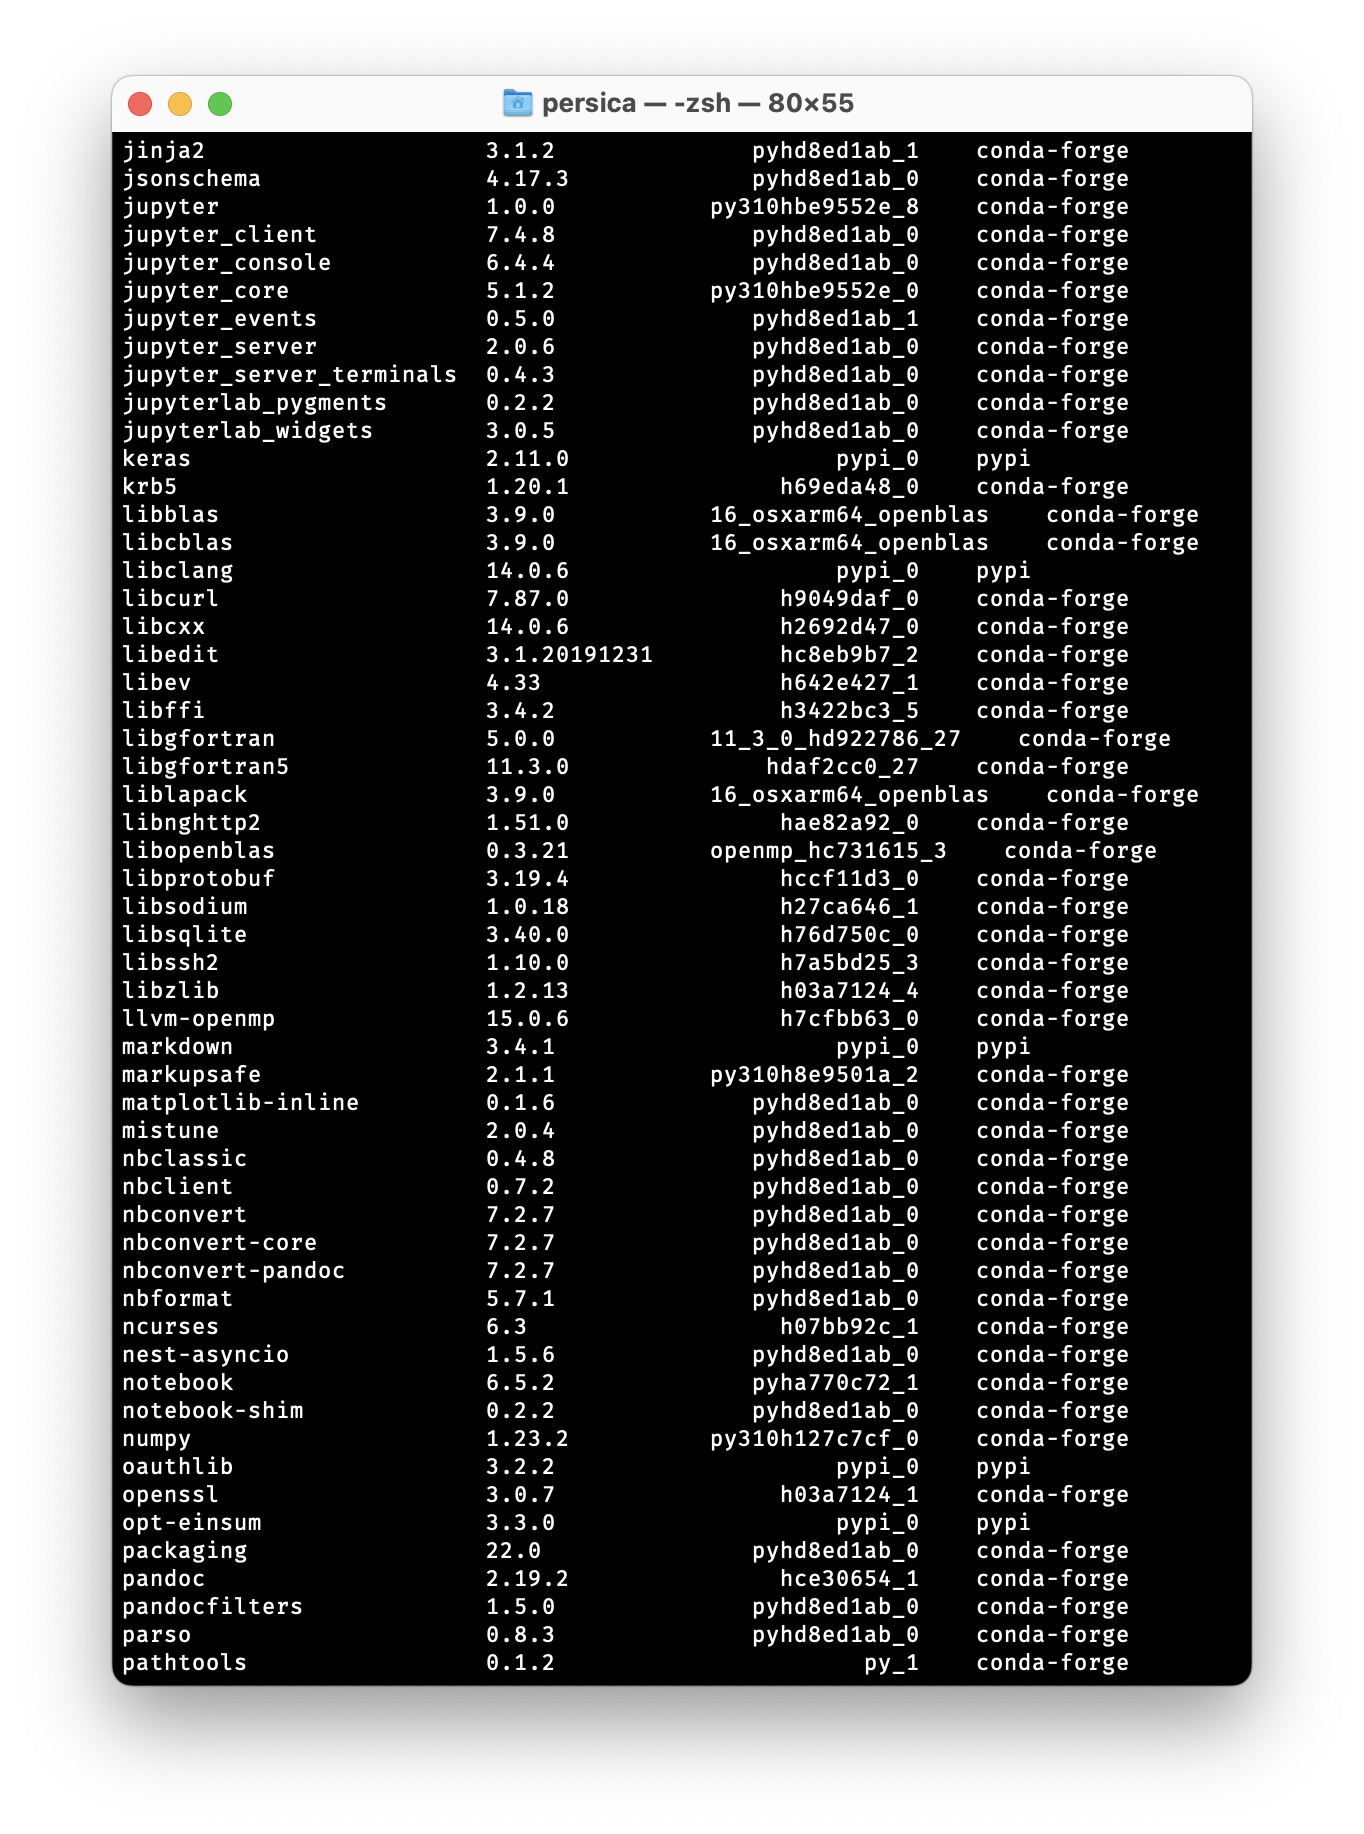 persica — -zsh — 80×55
jinja2 3.1.2 pyhd8ed1ab_1 conda-forge
jsonschema 4.17.3 pyhd8ed1ab_0 conda-forge
jupyter 1.0.0 py310hbe9552e_8 conda-forge
jupyter_client 7.4.8 pyhd8ed1ab_0 conda-forge
jupyter_console 6.4.4 pyhd8ed1ab_0 conda-forge
jupyter_core 5.1.2 py310hbe9552e_0 conda-forge
jupyter_events 0.5.0 pyhd8ed1ab_1 conda-forge
jupyter_server 2.0.6 pyhd8ed1ab_0 conda-forge
jupyter_server_terminals 0.4.3 pyhd8ed1ab_0 conda-forge
jupyterlab_pygments 0.2.2 pyhd8ed1ab_0 conda-forge
jupyterlab_widgets 3.0.5 pyhd8ed1ab_0 conda-forge
keras 2.11.0 pypi_0 pypi
krb5 1.20.1 h69eda48_0 conda-forge
libblas 3.9.0 16_osxarm64_openblas conda-forge
libcblas 3.9.0 16_osxarm64_openblas conda-forge
libclang 14.0.6 pypi_0 pypi
libcurl 7.87.0 h9049daf_0 conda-forge
libcxx 14.0.6 h2692d47_0 conda-forge
libedit 3.1.20191231 hc8eb9b7_2 conda-forge
libev 4.33 h642e427_1 conda-forge
libffi 3.4.2 h3422bc3_5 conda-forge
libgfortran 5.0.0 11_3_0_hd922786_27 conda-forge
libgfortran5 11.3.0 hdaf2cc0_27 conda-forge
liblapack 3.9.0 16_osxarm64_openblas conda-forge
libnghttp2 1.51.0 hae82a92_0 conda-forge
libopenblas 0.3.21 openmp_hc731615_3 conda-forge
libprotobuf 3.19.4 hccf11d3_0 conda-forge
libsodium 1.0.18 h27ca646_1 conda-forge
libsqlite 3.40.0 h76d750c_0 conda-forge
libssh2 1.10.0 h7a5bd25_3 conda-forge
libzlib 1.2.13 h03a7124_4 conda-forge
llvm-openmp 15.0.6 h7cfbb63_0 conda-forge
markdown 3.4.1 pypi_0 pypi
markupsafe 2.1.1 py310h8e9501a_2 conda-forge
matplotlib-inline 0.1.6 pyhd8ed1ab_0 conda-forge
mistune 2.0.4 pyhd8ed1ab_0 conda-forge
nbclassic 0.4.8 pyhd8ed1ab_0 conda-forge
nbclient 0.7.2 pyhd8ed1ab_0 conda-forge
nbconvert 7.2.7 pyhd8ed1ab_0 conda-forge
nbconvert-core 7.2.7 pyhd8ed1ab_0 conda-forge
nbconvert-pandoc 7.2.7 pyhd8ed1ab_0 conda-forge
nbformat 5.7.1 pyhd8ed1ab_0 conda-forge
ncurses 6.3 h07bb92c_1 conda-forge
nest-asyncio 1.5.6 pyhd8ed1ab_0 conda-forge
notebook 6.5.2 pyha770c72_1 conda-forge
notebook-shim 0.2.2 pyhd8ed1ab_0 conda-forge
numpy 1.23.2 py310h127c7cf_0 conda-forge
oauthlib 3.2.2 pypi_0 pypi
openssl 3.0.7 h03a7124_1 conda-forge
opt-einsum 3.3.0 pypi_0 pypi
packaging 22.0 pyhd8ed1ab_0 conda-forge
pandoc 2.19.2 hce30654_1 conda-forge
pandocfilters 1.5.0 pyhd8ed1ab_0 conda-forge
parso 0.8.3 pyhd8ed1ab_0 conda-forge
pathtools 0.1.2 py_1 conda-forge